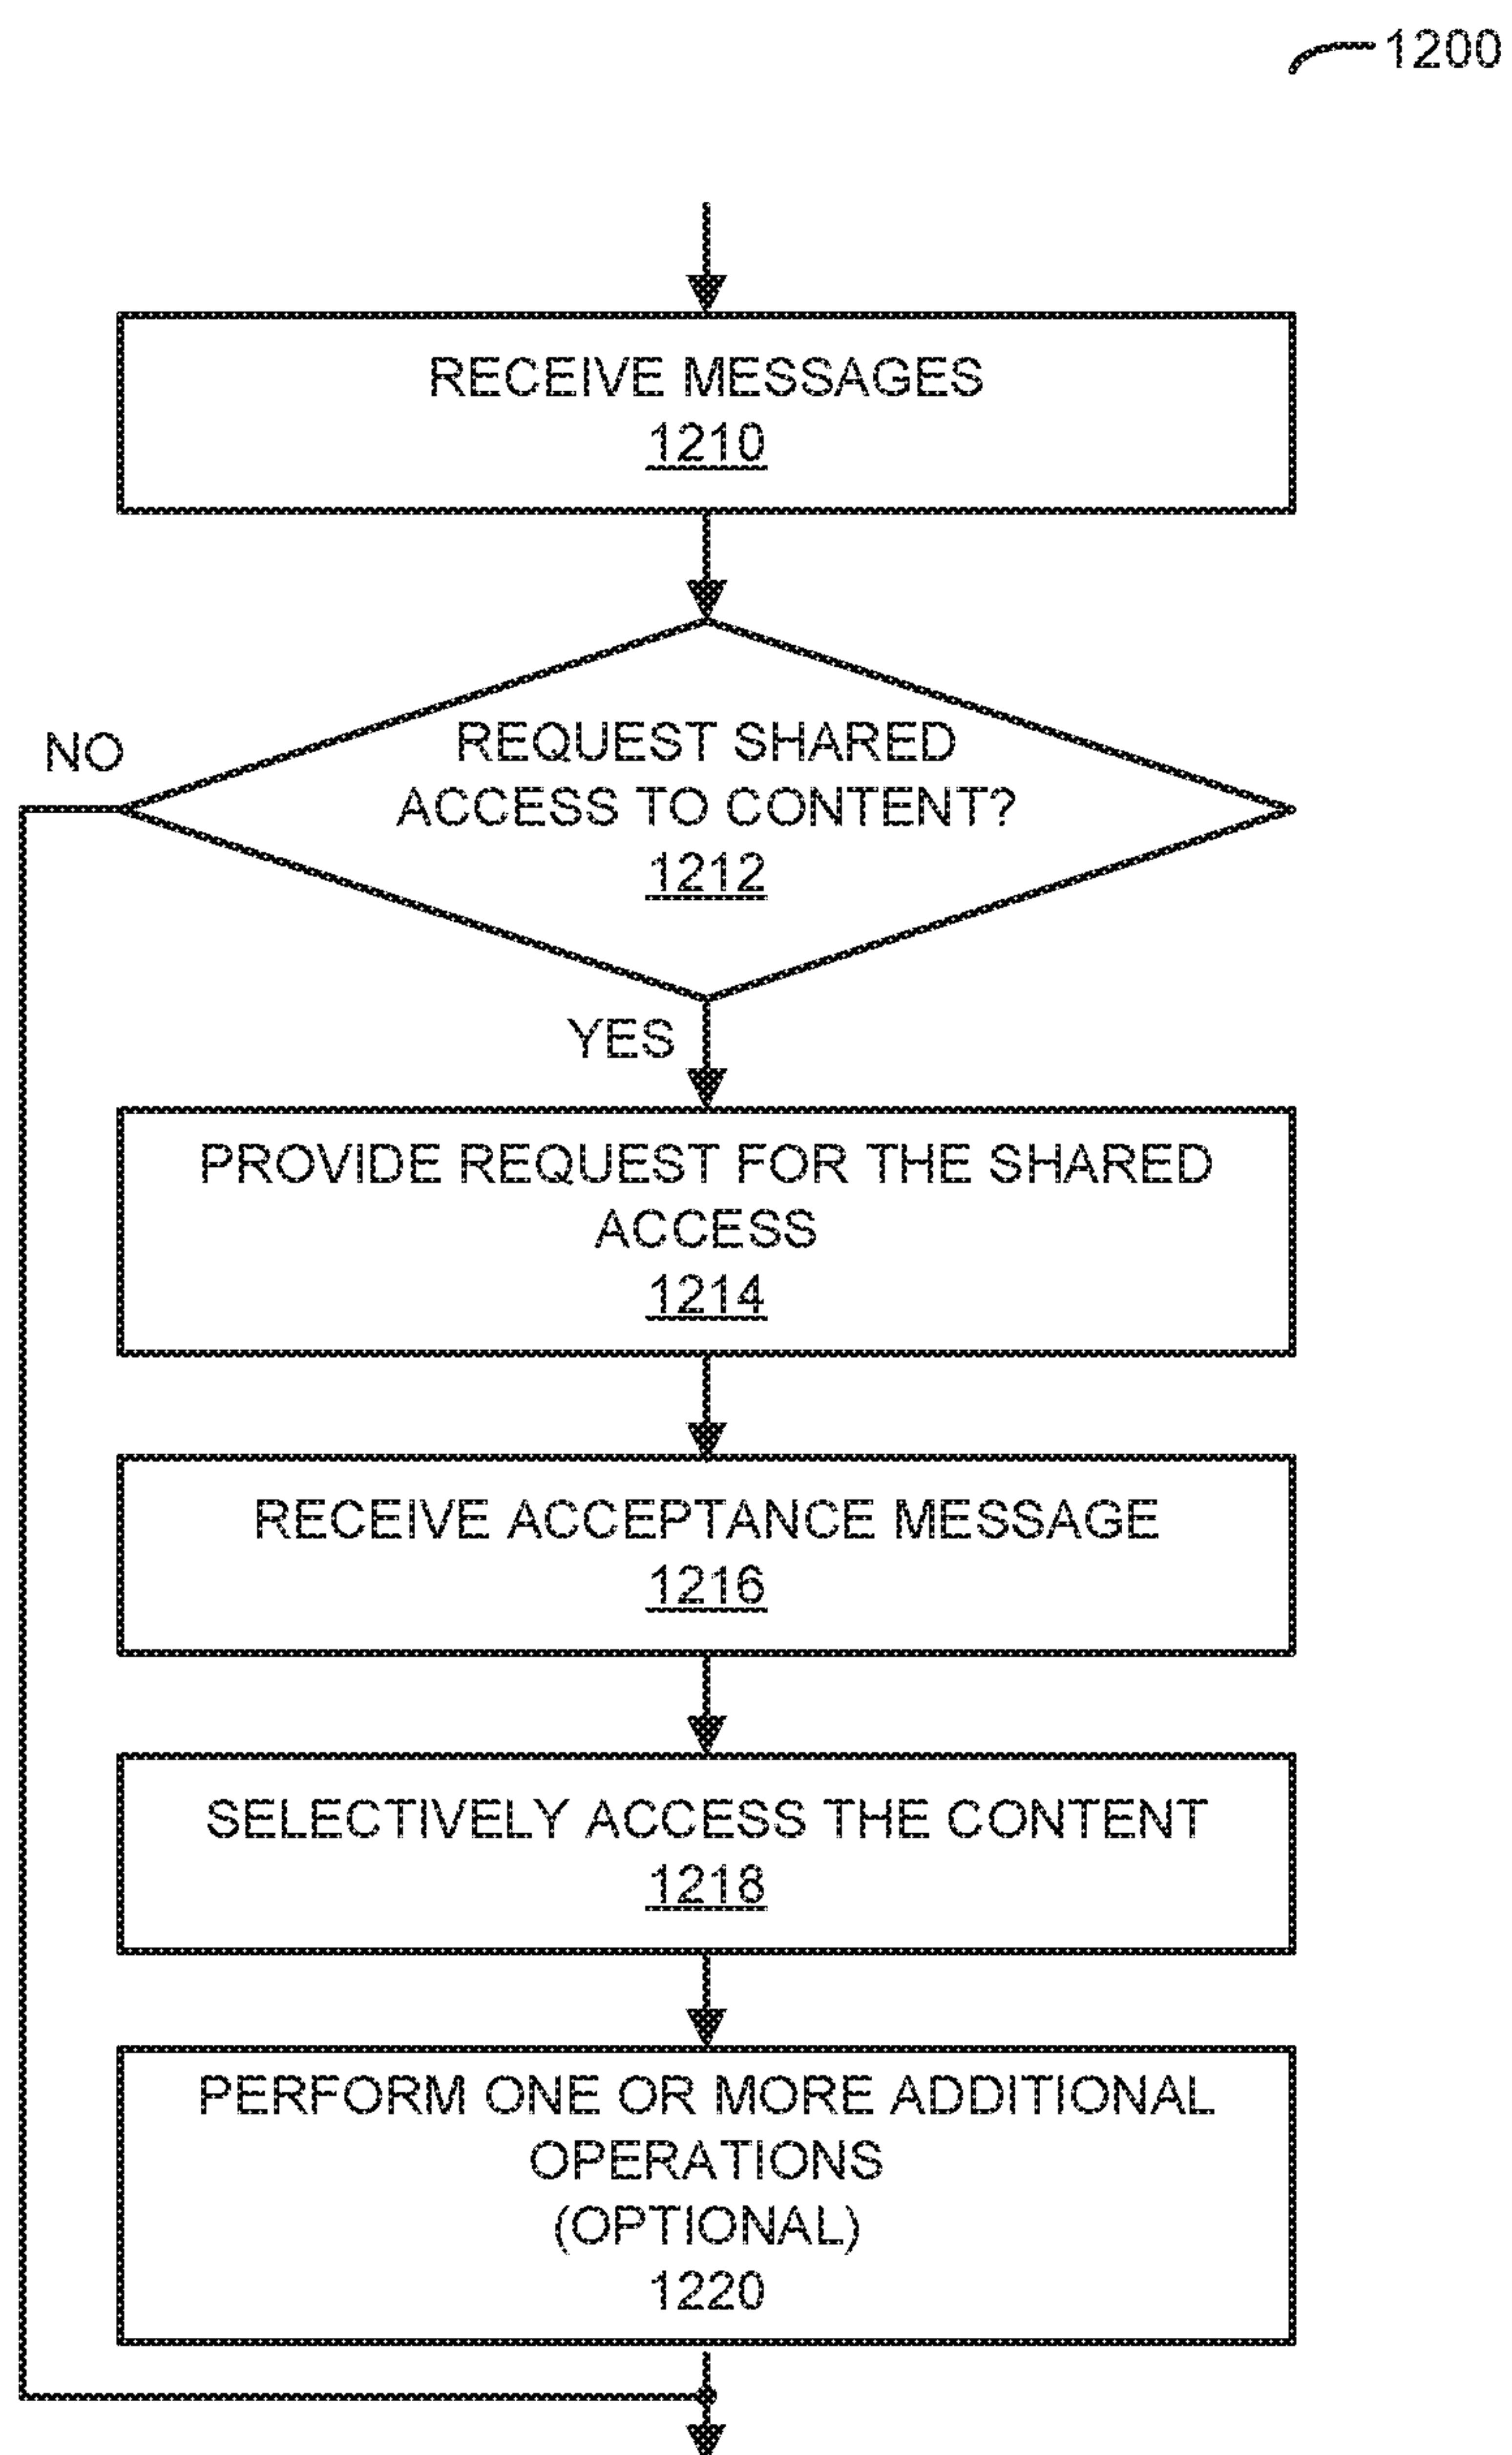 1200
RECEIVE MESSAGES
1210
REQUEST SHARED
ACCESS TO CONTENT?
1212
NO
YES
PROVIDE REQUEST FOR THE SHARED
ACCESS
1214
RECEIVE ACCEPTANCE MESSAGE
1216
SELECTIVELY ACCESS THE CONTENT
1218
PERFORM ONE OR MORE ADDITIONAL
OPERATIONS
(OPTIONAL)
1220